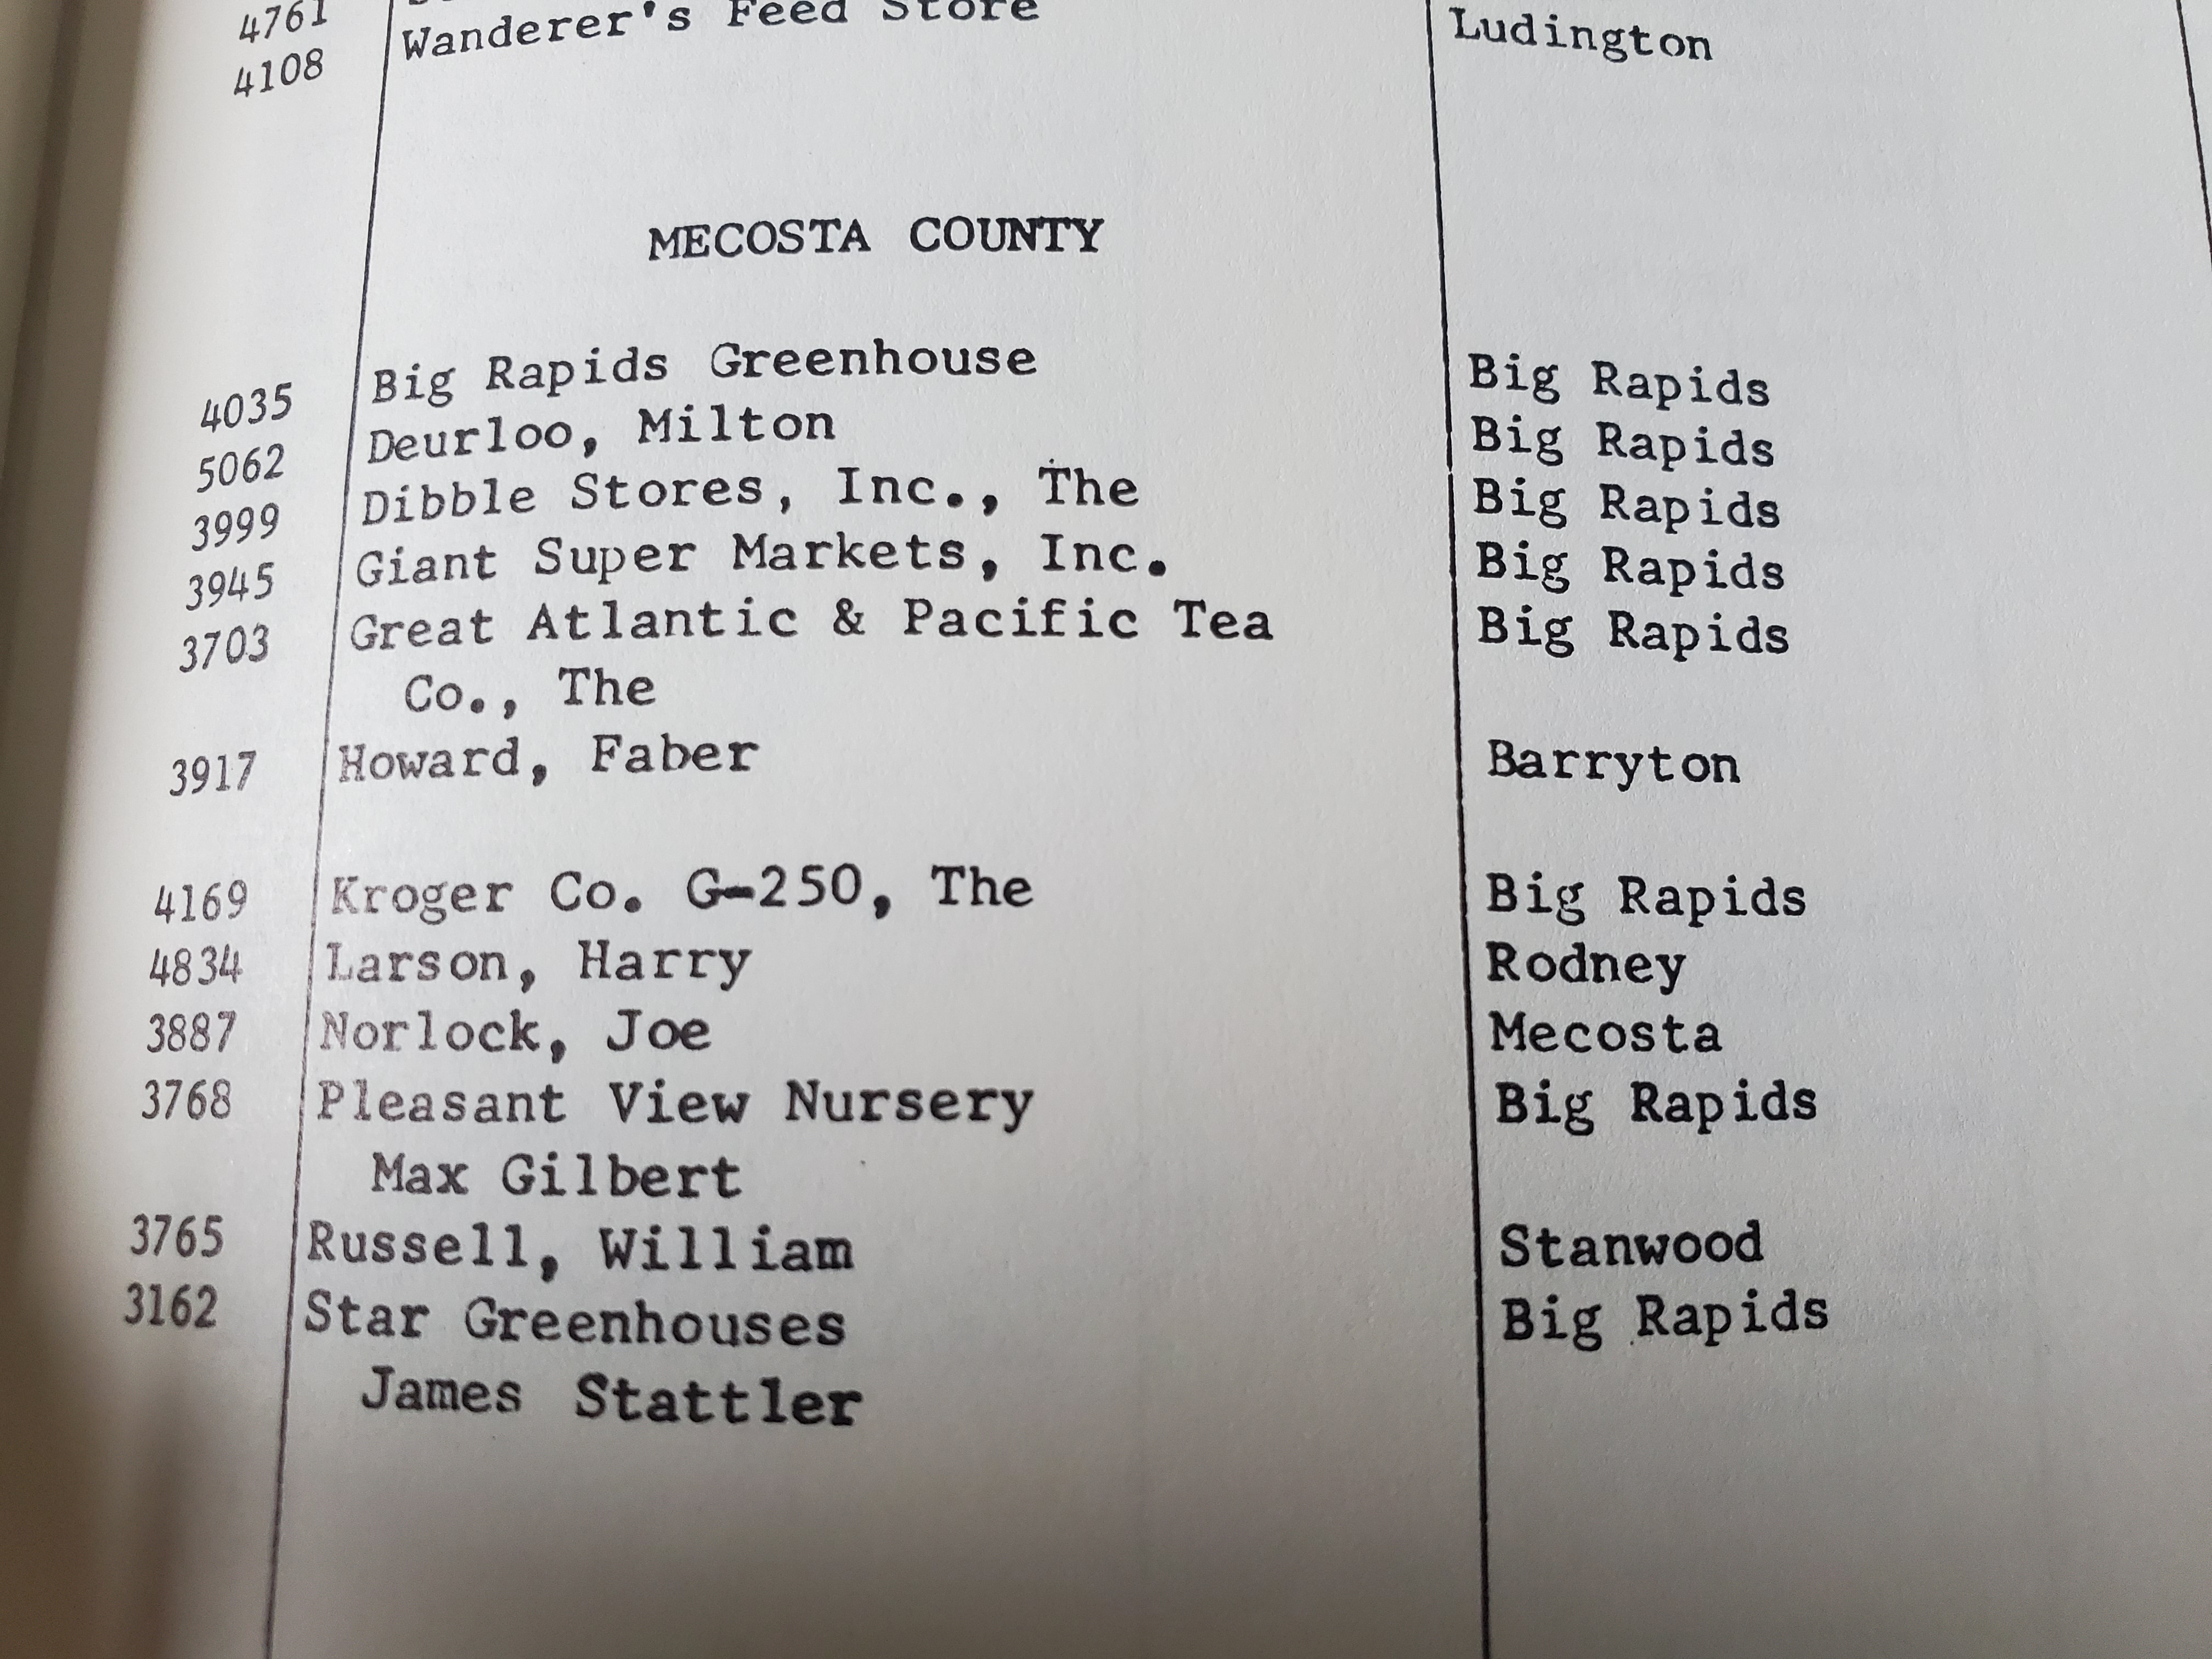 4761
4108 Wanderer's Feed Store Ludington
MECOSTA COUNTY
4035 Big Rapids Greenhouse Big Rapids
5062 Deurloo, Milton Big Rapids
3999 Dibble Stores, Inc., The Big Rapids
3945 Giant Super Markets, Inc. Big Rapids
3703 Great Atlantic & Pacific Tea Big Rapids
Co., The
3917 Howard, Faber Barryton
4169 Kroger Co. G-250, The Big Rapids
4834 Larson, Harry Rodney
3887 Norlock, Joe Mecosta
3768 Pleasant View Nursery Big Rapids
Max Gilbert
3765 Russell, William Stanwood
3162 Star Greenhouses Big Rapids
James Stattler